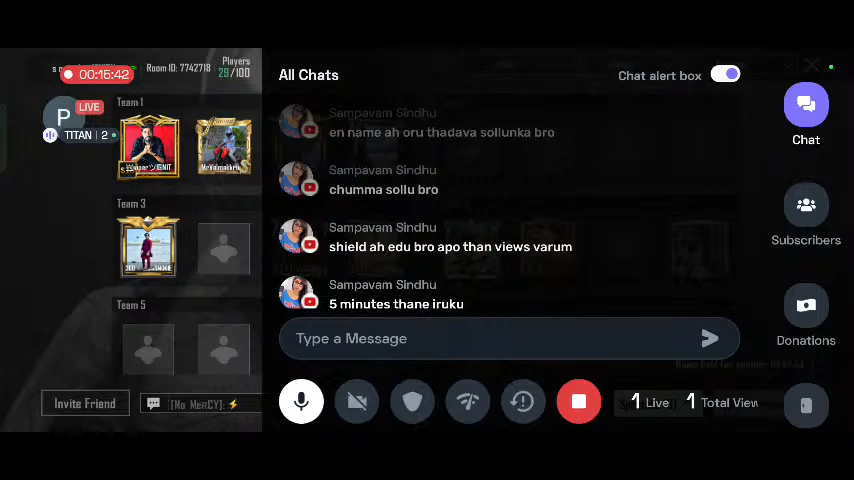 00:15:42
Room ID: 7742718
Players
29/100
LIVE
P
TITAN | 2
Team 1
Team 3
Team 5
Invite Friend
[No MerCY]: ⚡
All Chats
Chat alert box
Sampavam Sindhu
en name ah oru thadava sollunka bro
Sampavam Sindhu
chumma sollu bro
Sampavam Sindhu
shield ah edu bro apo than views varum
Sampavam Sindhu
5 minutes thane iruku
Type a Message
1 Live
1 Total View
Chat
Subscribers
Donations